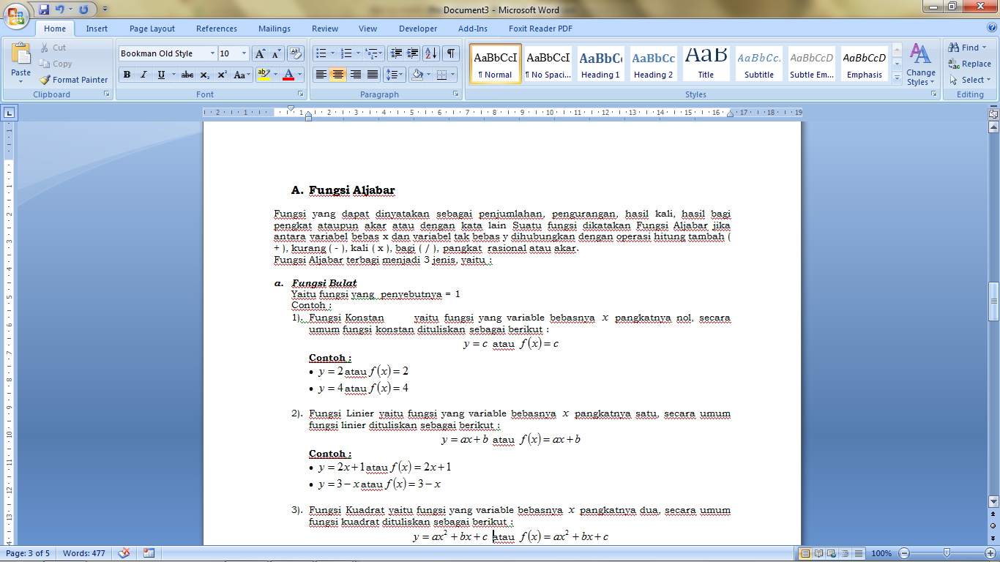 Document3 - Microsoft Word
Home Insert Page Layout References Mailings Review View Developer Add-Ins Foxit Reader PDF
Paste
Cut
Copy
Format Painter
Clipboard
Bookman Old Style 10
B I U abc x₂ x² Aa
Font
Paragraph
AaBbCcI AaBbCcI AaBbC AaBbCc AaB AaBbCc. AaBbCcD AaBbCcD
¶ Normal ¶ No Spaci... Heading 1 Heading 2 Title Subtitle Subtle Em... Emphasis
Styles
Change Styles
Find
Replace
Select
Editing
2 1 1 2 3 4 5 6 7 8 9 10 11 12 13 14 15 16 17 18 19
A. Fungsi Aljabar
Fungsi yang dapat dinyatakan sebagai penjumlahan, pengurangan, hasil kali, hasil bagi
pengkat ataupun akar atau dengan kata lain Suatu fungsi dikatakan Fungsi Aljabar jika
antara variabel bebas x dan variabel tak bebas y dihubungkan dengan operasi hitung tambah (
+ ), kurang ( - ), kali ( x ), bagi ( / ), pangkat rasional atau akar.
Fungsi Aljabar terbagi menjadi 3 jenis, yaitu :
a. Fungsi Bulat
Yaitu fungsi yang penyebutnya = 1
Contoh :
1). Fungsi Konstan yaitu fungsi yang variable bebasnya x pangkatnya nol, secara
umum fungsi konstan dituliskan sebagai berikut :
y = c atau f(x) = c
Contoh :
• y = 2 atau f(x) = 2
• y = 4 atau f(x) = 4
2). Fungsi Linier yaitu fungsi yang variable bebasnya x pangkatnya satu, secara umum
fungsi linier dituliskan sebagai berikut :
y = ax + b atau f(x) = ax + b
Contoh :
• y = 2x + 1 atau f(x) = 2x + 1
• y = 3 − x atau f(x) = 3 − x
3). Fungsi Kuadrat yaitu fungsi yang variable bebasnya x pangkatnya dua, secara umum
fungsi kuadrat dituliskan sebagai berikut :
y = ax² + bx + c atau f(x) = ax² + bx + c
Page: 3 of 5 Words: 477 100%